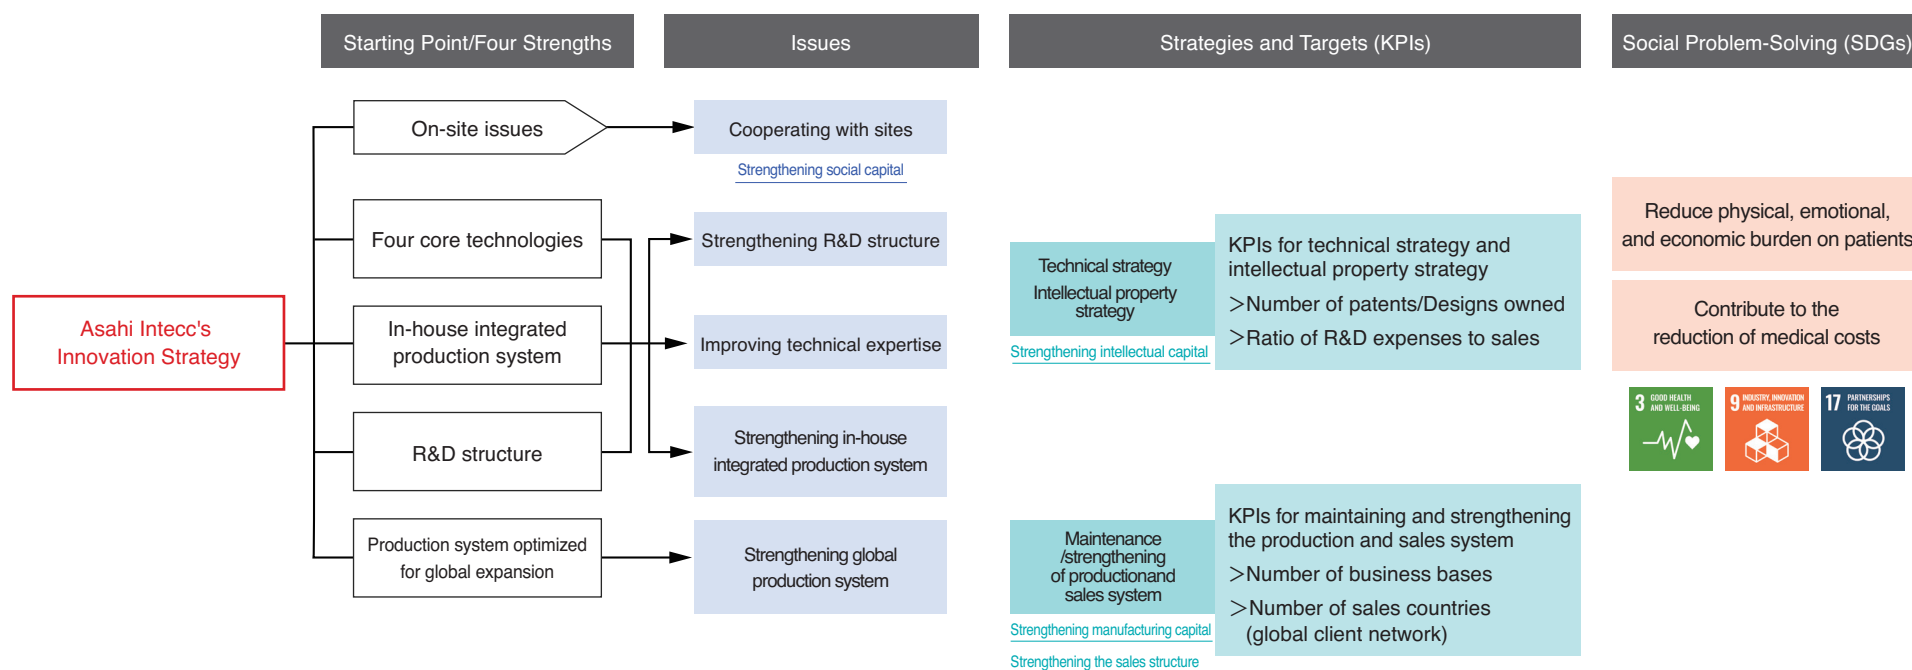 Starting Point/Four Strengths
Issues
Strategies and Targets (KPIs)
Social Problem-Solving (SDGs)
Asahi Intecc's
Innovation Strategy
On-site issues
Four core technologies
In-house integrated
production system
R&D structure
Production system optimized
for global expansion
Cooperating with sites
Strengthening social capital
Strengthening R&D structure
Improving technical expertise
Strengthening in-house
integrated production system
Strengthening global
production system
Technical strategy
Intellectual property
strategy
Strengthening intellectual capital
KPIs for technical strategy and
intellectual property strategy
>Number of patents/Designs owned
>Ratio of R&D expenses to sales
Maintenance
/strengthening
of productionand
sales system
Strengthening manufacturing capital
Strengthening the sales structure
KPIs for maintaining and strengthening
the production and sales system
>Number of business bases
>Number of sales countries
(global client network)
Reduce physical, emotional,
and economic burden on patients
Contribute to the
reduction of medical costs
3 GOOD HEALTH
AND WELL-BEING
9 INDUSTRY, INNOVATION
AND INFRASTRUCTURE
17 PARTNERSHIPS
FOR THE GOALS